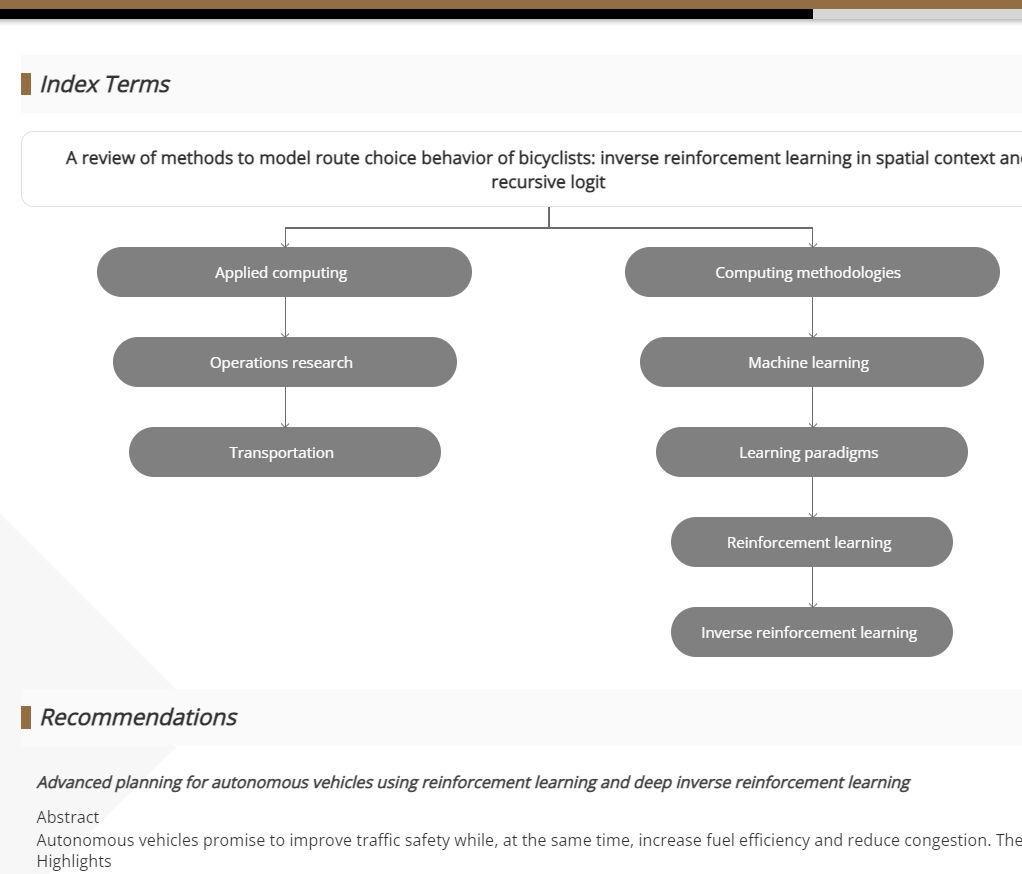 Index Terms
A review of methods to model route choice behavior of bicyclists: inverse reinforcement learning in spatial context and
recursive logit
Applied computing
Computing methodologies
Operations research
Machine learning
Transportation
Learning paradigms
Reinforcement learning
Inverse reinforcement learning
Recommendations
Advanced planning for autonomous vehicles using reinforcement learning and deep inverse reinforcement learning
Abstract
Autonomous vehicles promise to improve traffic safety while, at the same time, increase fuel efficiency and reduce congestion. The
Highlights